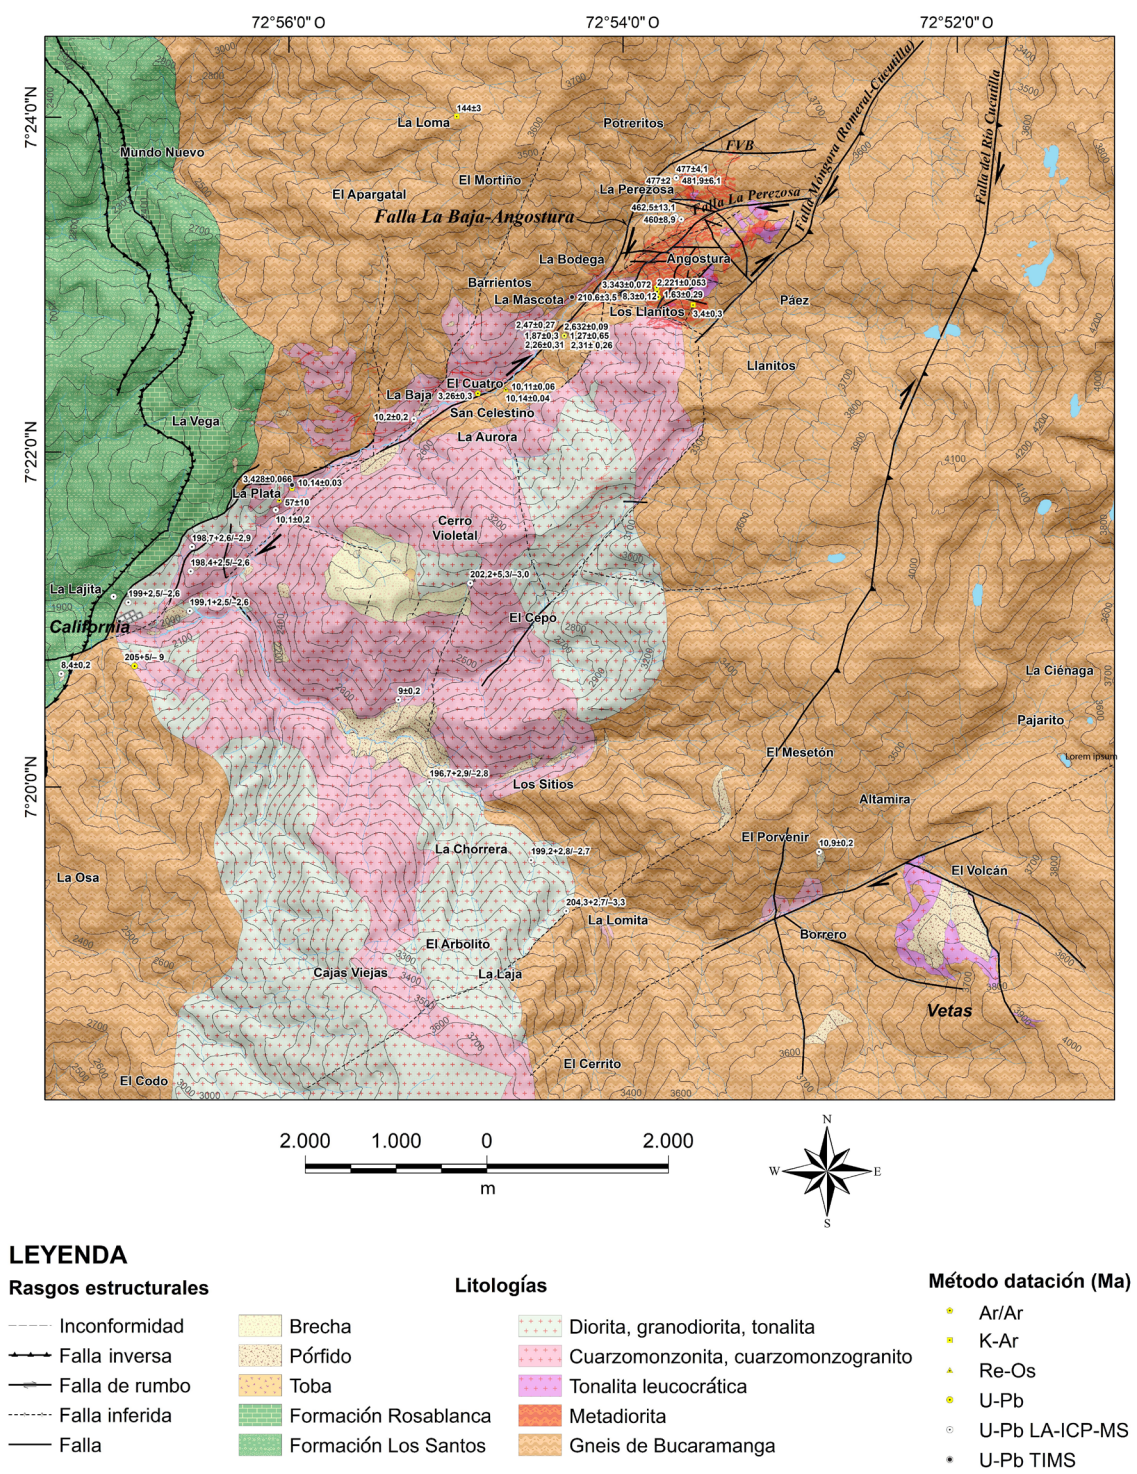 72°56'0" O
72°54'0" O
72°52'0" O
7°24'0"N
7°22'0"N
7°20'0"N
144±3
La Loma
Potreritos
Mundo Nuevo
FVB
El Apargatal
El Mortiño
477±4,1
477±2
481,9±6,1
La Perezosa
Falla La Perezosa
Falla Móngora (Romeral-Cucutilla)
Falla del Río Cucutilla
462,5±13,1
460±8,9
Falla La Baja-Angostura
La Bodega
Angostura
Barrientos
3,343±0,072
2,221±0,053
La Mascota
210.6±3,5
8,3±0,12
1,63±0,29
Páez
Los Llanitos
3,4±0,3
2,47±0,27
2,632±0,09
1,87±0,3
1,27±0,65
2,26±0,31
2,31± 0,26
Llanitos
El Cuatro
10,11±0,06
La Baja
3,26±0,3
10,14±0,04
10,2±0,2
San Celestino
La Vega
La Aurora
3,428±0,066
10,14±0,03
La Plata
57±10
10,1±0,2
Cerro
Violetal
198,7+2,6/–2,9
198,4+2,5/–2,6
202,2+5,3/–3,0
La Lajita
199+2,5/–2,6
199,1+2,5/–2,6
El Cepo
California
205+5/– 9
8,4±0,2
9±0,2
La Ciénaga
Pajarito
El Mesetón
Lorem ipsum
196,7+2,9/–2,8
Los Sitios
Altamira
El Porvenir
10,9±0,2
La Chorrera
199,2+2,8/–2,7
El Volcán
La Osa
204,3+2,7/–3,3
La Lomita
Borrero
El Arbolito
Cajas Viejas
La Laja
Vetas
El Cerrito
El Codo
2.000 1.000 0 2.000
m
N
W E
S
LEYENDA
Rasgos estructurales
Inconformidad
Falla inversa
Falla de rumbo
Falla inferida
Falla
Litologías
Brecha
Pórfido
Toba
Formación Rosablanca
Formación Los Santos
Diorita, granodiorita, tonalita
Cuarzomonzonita, cuarzomonzogranito
Tonalita leucocrática
Metadiorita
Gneis de Bucaramanga
Método datación (Ma)
Ar/Ar
K-Ar
Re-Os
U-Pb
U-Pb LA-ICP-MS
U-Pb TIMS